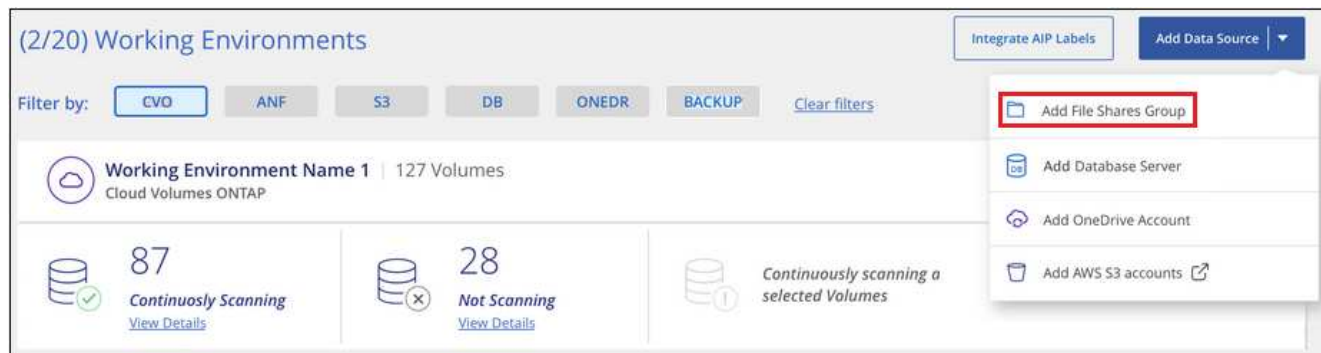 (2/20) Working Environments
Integrate AIP Labels
Add Data Source
Filter by:
CVO
ANF
S3
DB
ONEDR
BACKUP
Clear filters
Add File Shares Group
DB
Add Database Server
Add OneDrive Account
Add AWS S3 accounts
Working Environment Name 1 | 127 Volumes
Cloud Volumes ONTAP
87
Continuosly Scanning
View Details
28
Not Scanning
View Details
Continuously scanning a
selected Volumes